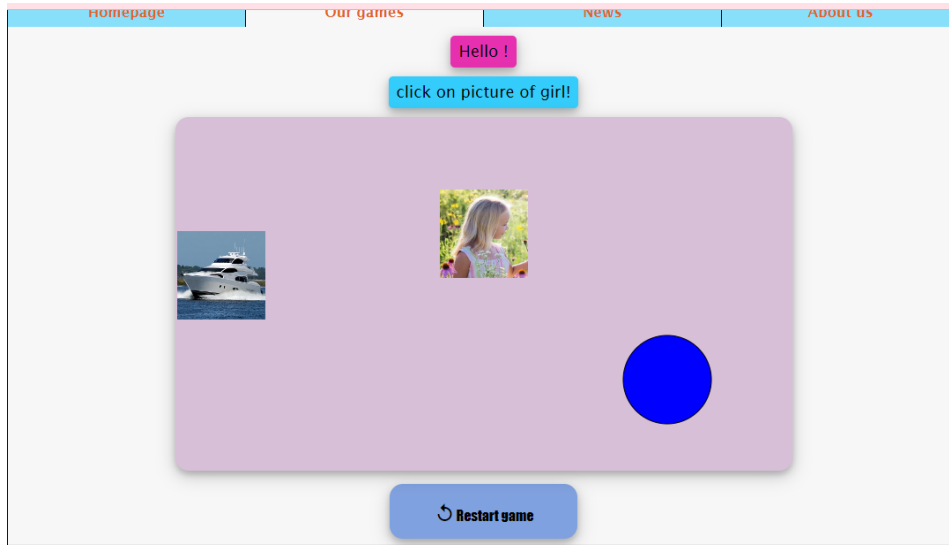 Homepage Our games News About us
Hello !
click on picture of girl!
Restart game